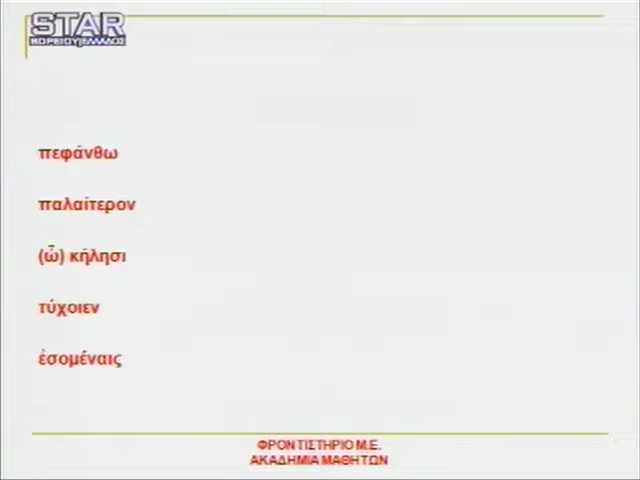 STAR
ΒΟΡΕΙΟΥ ΕΛΛΑΔΟΣ
πεφάνθω
παλαίτερον
(ὦ) κήλησι
τύχοιεν
ἐσομέναις
ΦΡΟΝΤΙΣΤΗΡΙΟ Μ.Ε.
ΑΚΑΔΗΜΙΑ ΜΑΘΗΤΩΝ